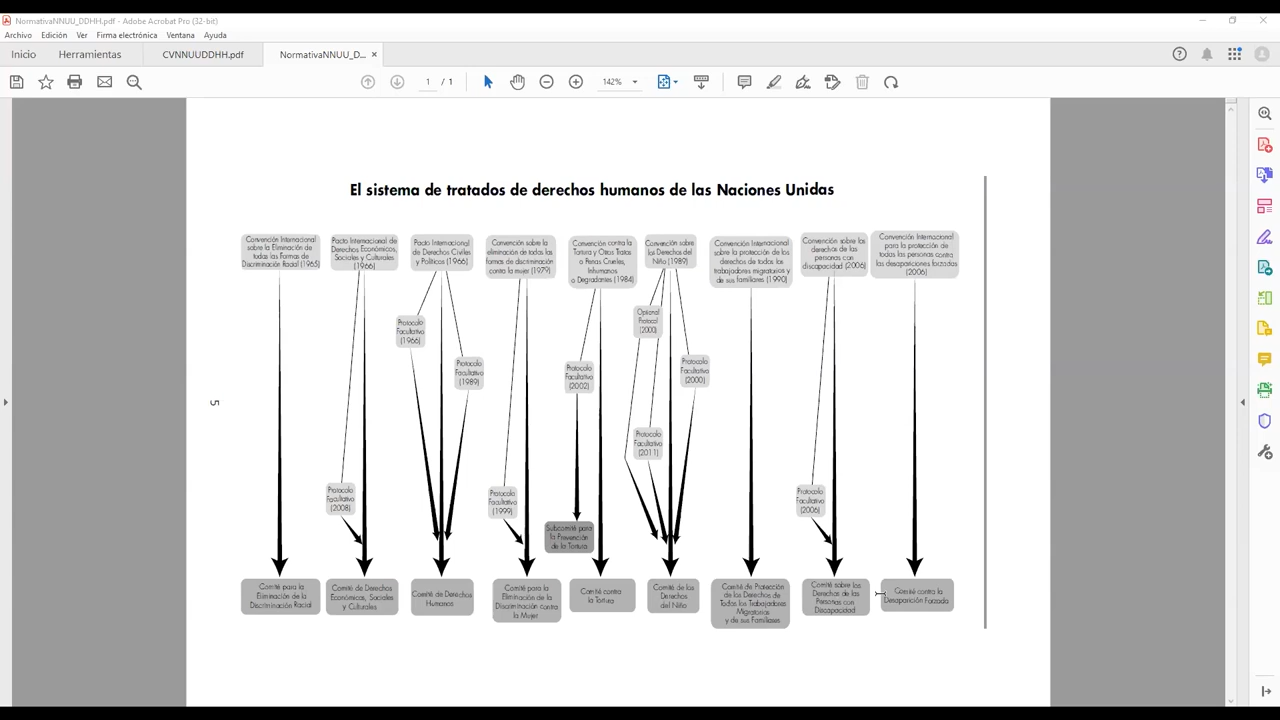 NormativaNNUU_DDHH.pdf - Adobe Acrobat Pro (32-bit)
Archivo Edición Ver Firma electrónica Ventana Ayuda
Inicio Herramientas CVNNUUDDHH.pdf NormativaNNUU_D... ×
1 / 1 142%
El sistema de tratados de derechos humanos de las Naciones Unidas
Convención Internacional
sobre la Eliminación de
todas las Formas de
Discriminación Racial (1965)
Pacto Internacional de
Derechos Económicos,
Sociales y Culturales
(1966)
Pacto Internacional
de Derechos Civiles
y Políticos (1966)
Convención sobre la
eliminación de todas las
formas de discriminación
contra la mujer (1979)
Convención contra la
Tortura y Otros Tratos
o Penas Crueles,
Inhumanos
o Degradantes (1984)
Convención sobre
los Derechos del
Niño (1989)
Convención Internacional
sobre la protección de los
derechos de todos los
trabajadores migratorios y
de sus familiares (1990)
Convención sobre los
derechos de las
personas con
discapacidad (2006)
Convención Internacional
para la protección de
todas las personas contra
las desapariciones forzadas
(2006)
Protocolo
Facultativo
(1966)
Optional
Protocol
(2000)
Protocolo
Facultativo
(1989)
Protocolo
Facultativo
(2002)
Protocolo
Facultativo
(2000)
5
Protocolo
Facultativo
(2011)
Protocolo
Facultativo
(2008)
Protocolo
Facultativo
(1999)
Protocolo
Facultativo
(2006)
Subcomité para
la Prevención
de la Tortura
Comité para la
Eliminación de la
Discriminación Racial
Comité de Derechos
Económicos, Sociales
y Culturales
Comité de Derechos
Humanos
Comité para la
Eliminación de la
Discriminación contra
la Mujer
Comité contra
la Tortura
Comité de los
Derechos
del Niño
Comité de Protección
de los Derechos de
Todos los Trabajadores
Migratorios
y de sus Familiares
Comité sobre los
Derechos de las
Personas con
Discapacidad
Comité contra la
Desaparición Forzada